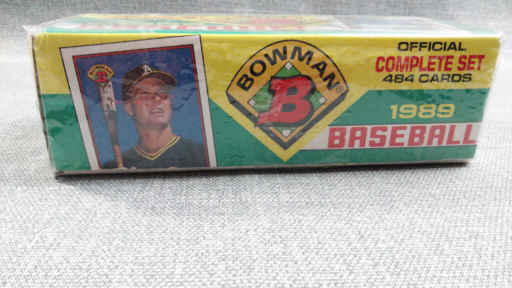 BOWMAN®
B
OFFICIAL
COMPLETE SET
484 CARDS
1989
BASEBALL